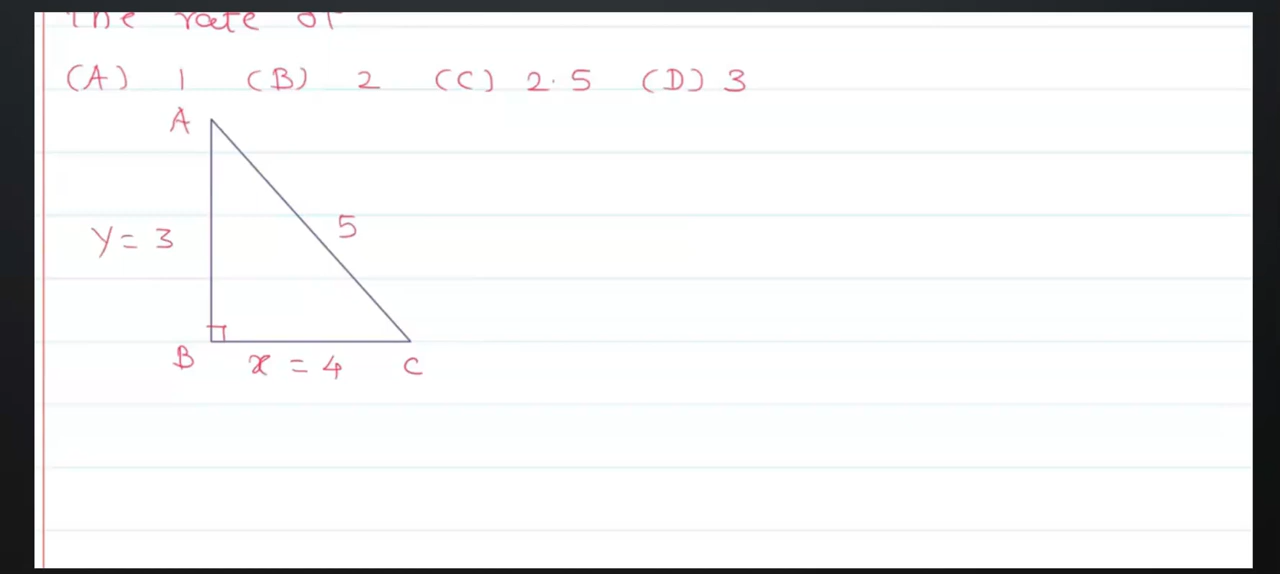 The rate of
(A) 1 (B) 2 (C) 2.5 (D) 3
A
y = 3
5
B
x = 4
C